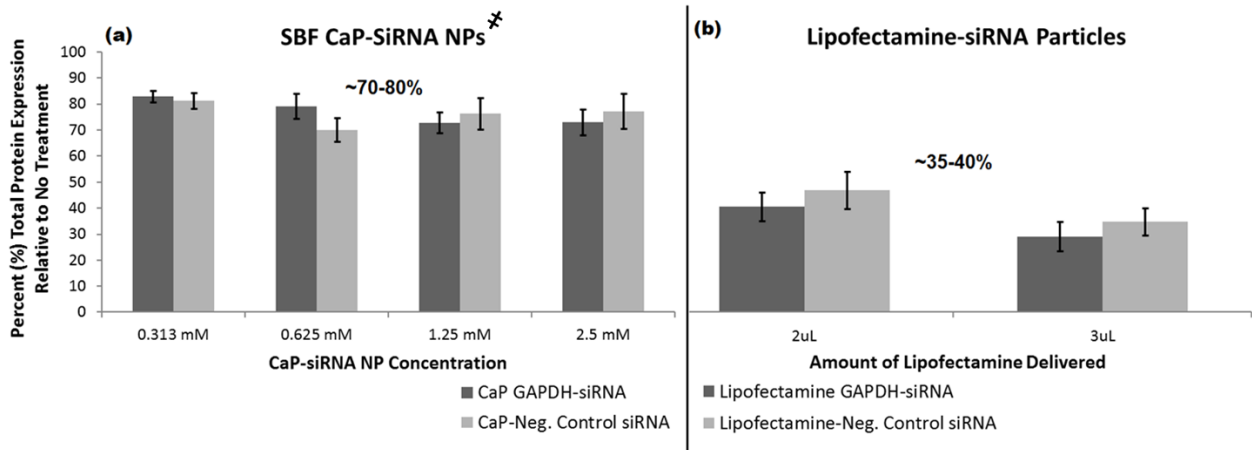 (a)
SBF CaP-SiRNA NPs
Percent (%) Total Protein Expression
Relative to No Treatment
100
90
80
70
60
50
40
30
20
10
0
~70-80%
0.313 mM
0.625 mM
1.25 mM
2.5 mM
CaP-siRNA NP Concentration
CaP GAPDH-siRNA
CaP-Neg. Control siRNA
(b)
Lipofectamine-siRNA Particles
~35-40%
2uL
3uL
Amount of Lipofectamine Delivered
Lipofectamine GAPDH-siRNA
Lipofectamine-Neg. Control siRNA